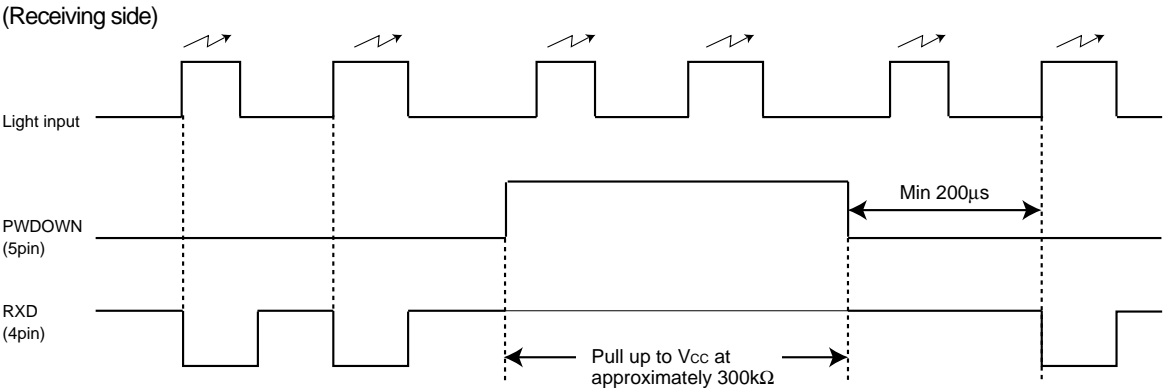 (Receiving side)
Light input
PWDOWN
(5pin)
Min 200μs
RXD
(4pin)
Pull up to Vcc at
approximately 300kΩ